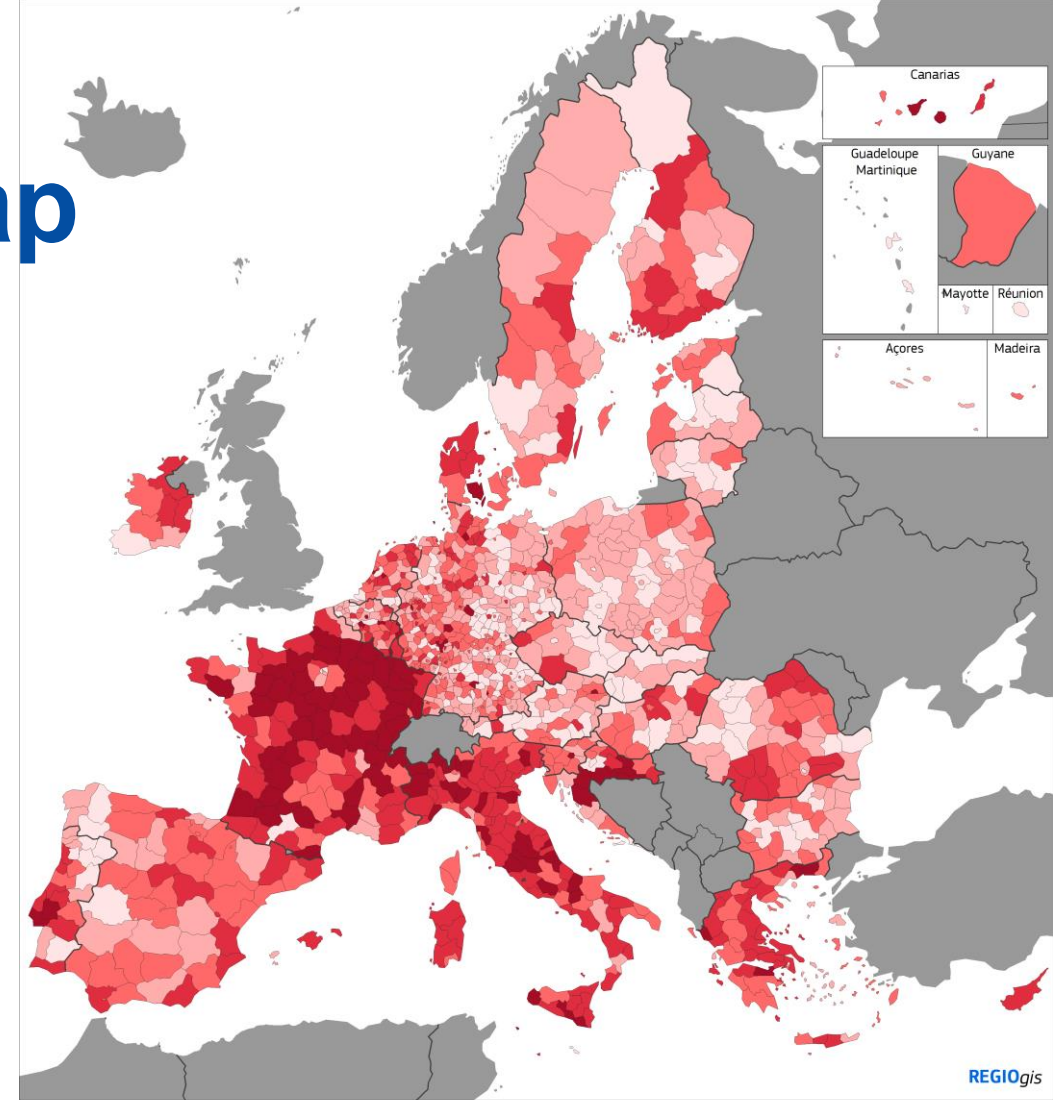 ap
Canarias
Guadeloupe
Martinique
Guyane
Mayotte
Réunion
Açores
Madeira
REGIOgis